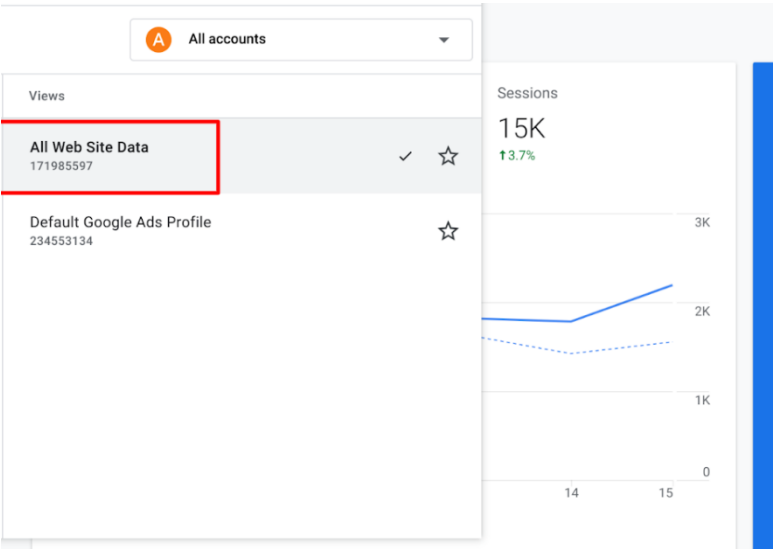 A All accounts
Views
All Web Site Data
171985597
Default Google Ads Profile
234553134
Sessions
15K
↑3.7%
3K
2K
1K
0
14 15